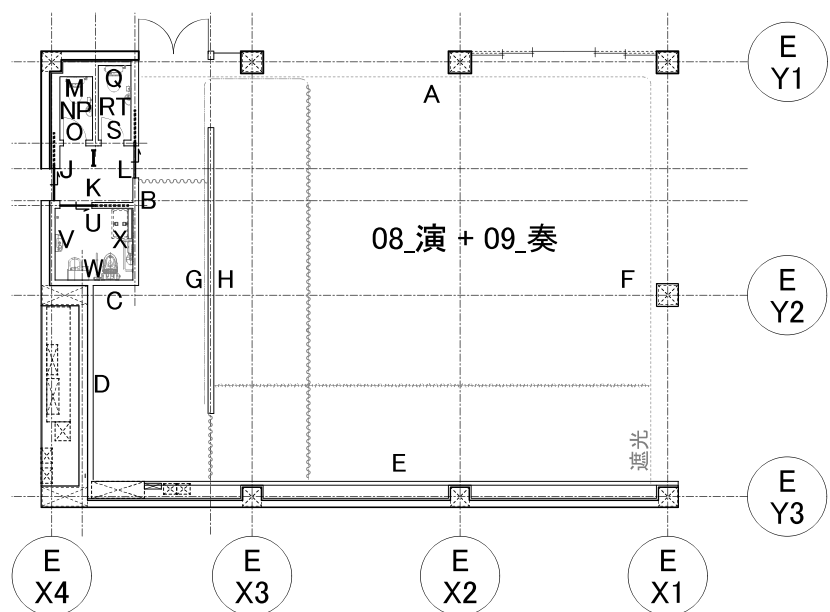 E
Y1
A
M
Q
NP
RT
O
S
I
J
L
K
B
U
V
X
W
08_演 + 09_奏
G
H
F
C
E
Y2
D
遮光
E
E
Y3
E
X4
E
X3
E
X2
E
X1